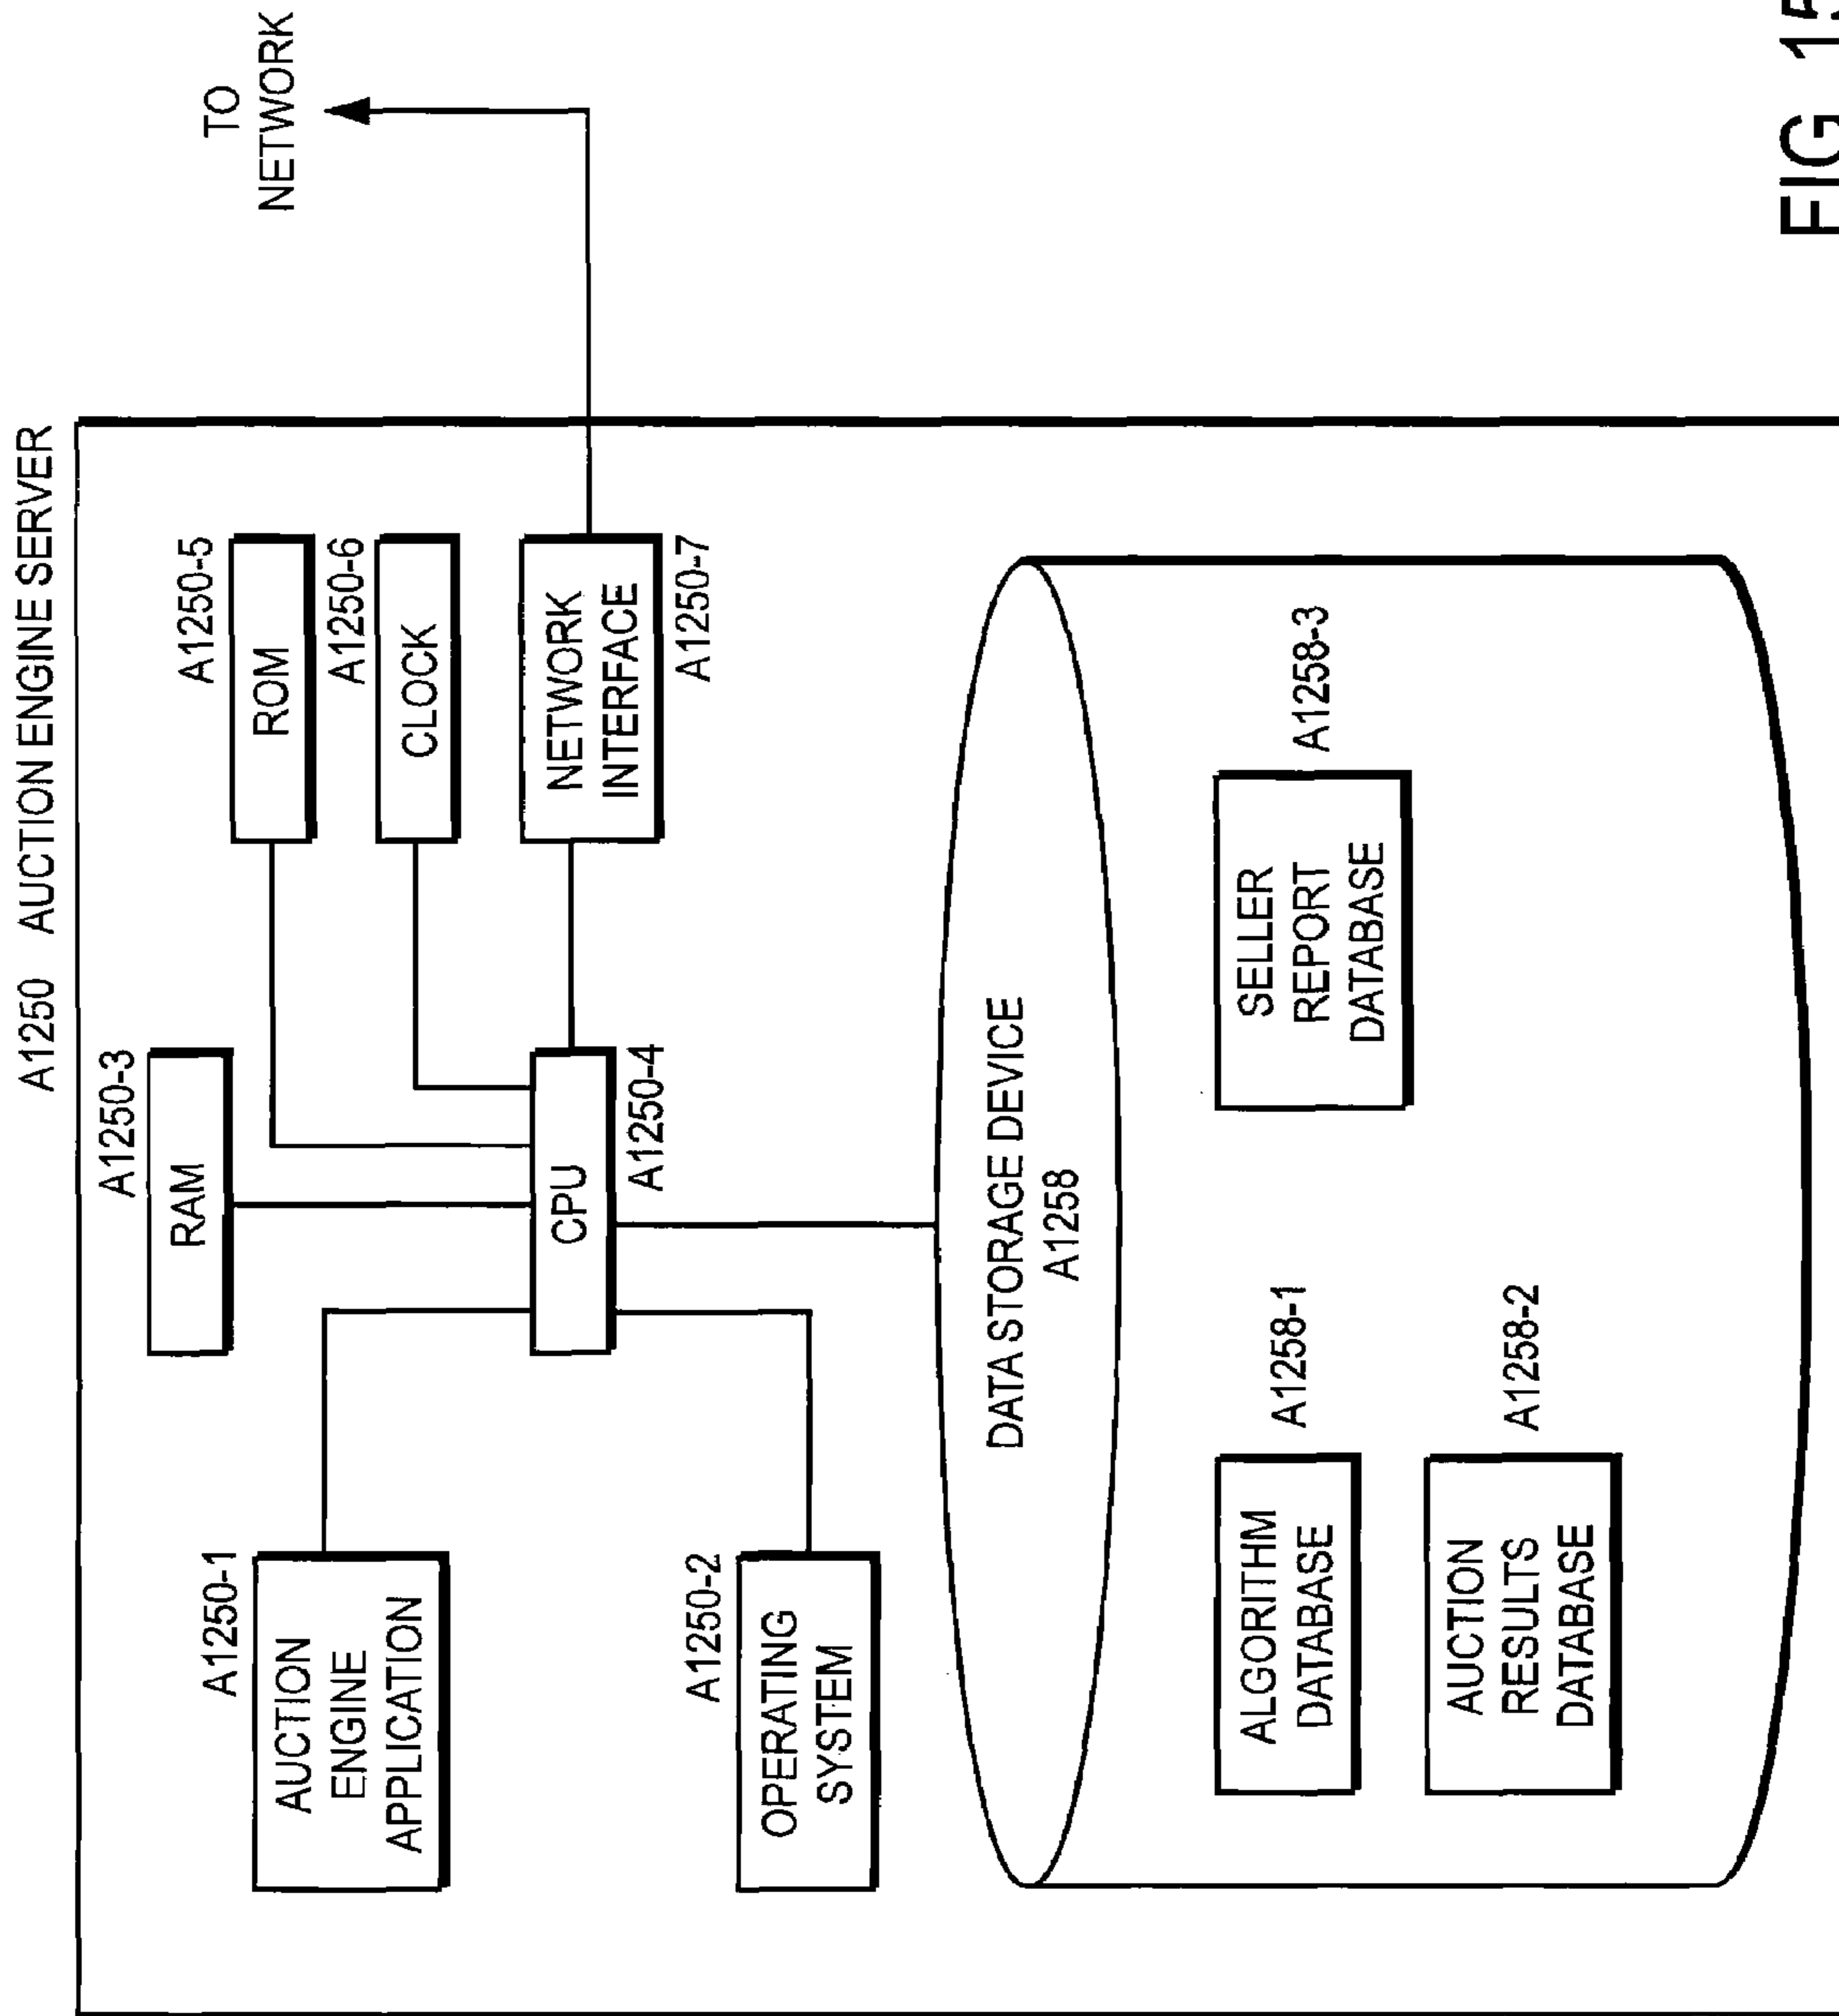 A1250 AUCTION ENGINE SERVER
TO
NETWORK
A1250-3
RAM
A1250-5
ROM
A1250-1
AUCTION
ENGINE
APPLICATION
A1250-6
CLOCK
CPU
A1250-4
NETWORK
INTERFACE
A1250-7
A1250-2
OPERATING
SYSTEM
DATA STORAGE DEVICE
A1258
ALGORITHM
DATABASE
A1258-1
SELLER
REPORT
DATABASE
A1258-3
AUCTION
RESULTS
DATABASE
A1258-2
FIG 15